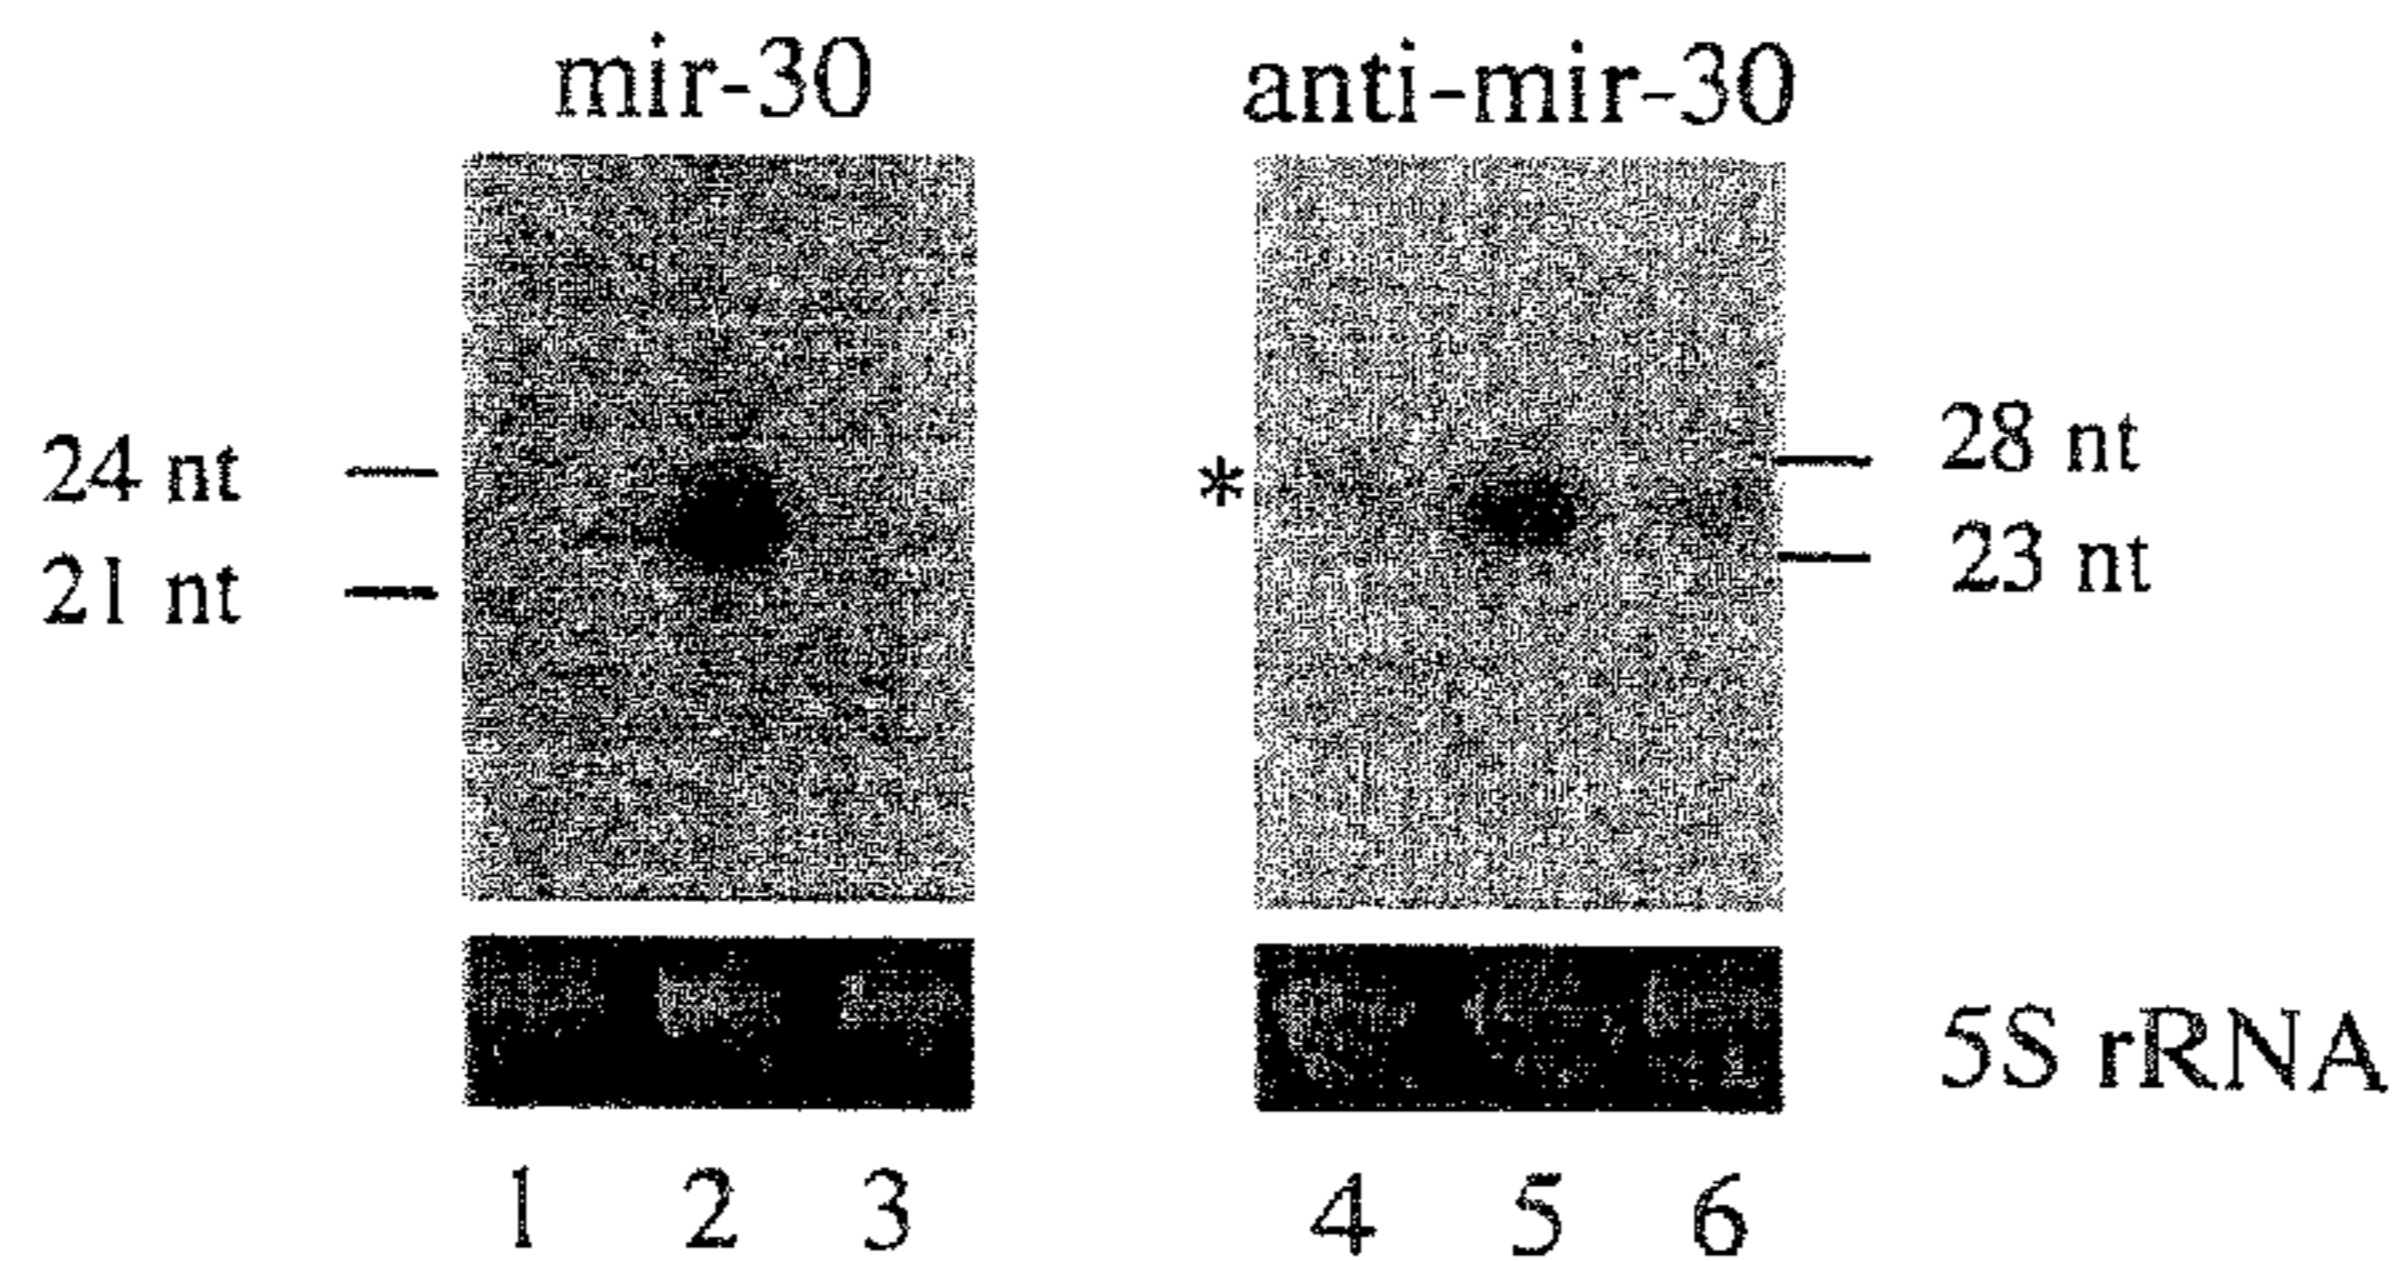 mir-30 anti-mir-30
24 nt
21 nt
*
28 nt
23 nt
5S rRNA
1 2 3 4 5 6